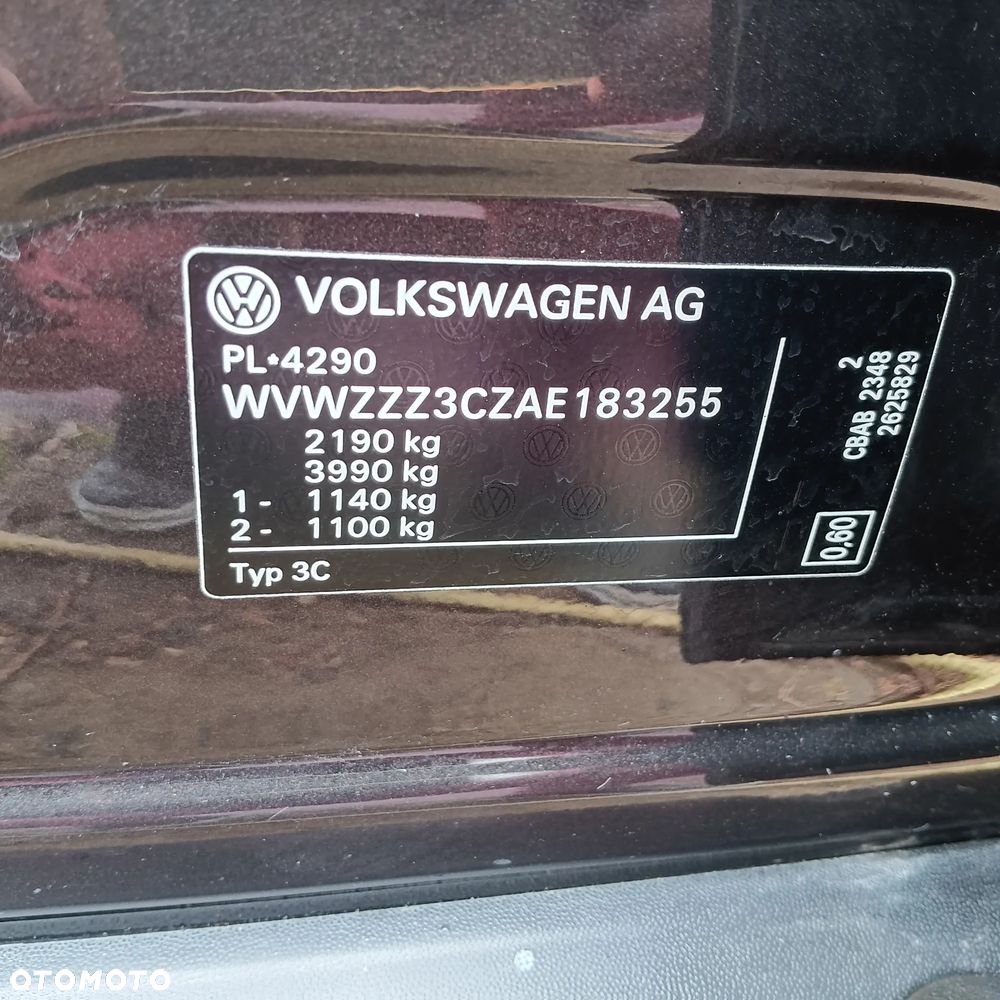 VOLKSWAGEN AG
PL*4290
WVWZZZ3CZAE183255
2190 kg
3990 kg
1 - 1140 kg
2 - 1100 kg
Typ 3C
2
CBAB 2348
2625829
0,60
OTOMOTO